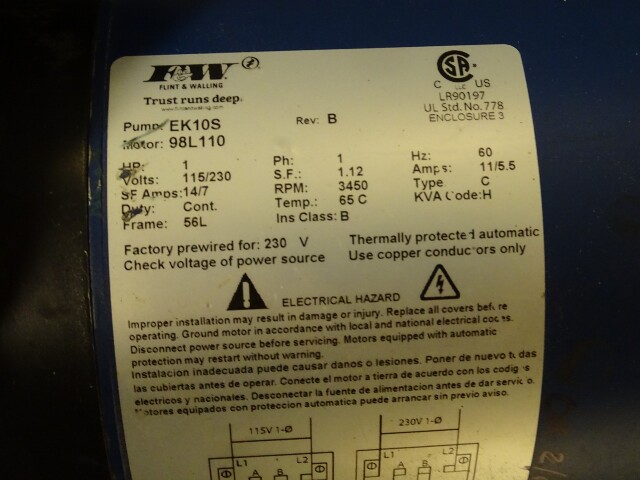 F&W ®
FLINT & WALLING
Trust runs deep.
www.flintandwalling.com
CSA
C US
LLC
LR90197
UL Std. No. 778
ENCLOSURE 3
Pump: EK10S Rev: B
Motor: 98L110
HP: 1 Ph: 1 Hz: 60
Volts: 115/230 S.F.: 1.12 Amps: 11/5.5
SF Amps: 14/7 RPM: 3450 Type C
Duty: Cont. Temp.: 65 C KVA Code: H
Frame: 56L Ins Class: B
Factory prewired for: 230 V Thermally protected automatic
Check voltage of power source Use copper conductors only
ELECTRICAL HAZARD
Improper installation may result in damage or injury. Replace all covers before
operating. Ground motor in accordance with local and national electrical codes.
Disconnect power source before servicing. Motors equipped with automatic
protection may restart without warning.
Instalacion inadecuada puede causar danos o lesiones. Poner de nuevo todas
las cubiertas antes de operar. Conecte el motor a tierra de acuerdo con los codigos
electricos y nacionales. Desconectar la fuente de alimentacion antes de dar servicio.
Motores equipados con proteccion automatica puede arrancar sin previo aviso.
115V 1-Ø 230V 1-Ø
L1 L2 L1 L2
A B A B